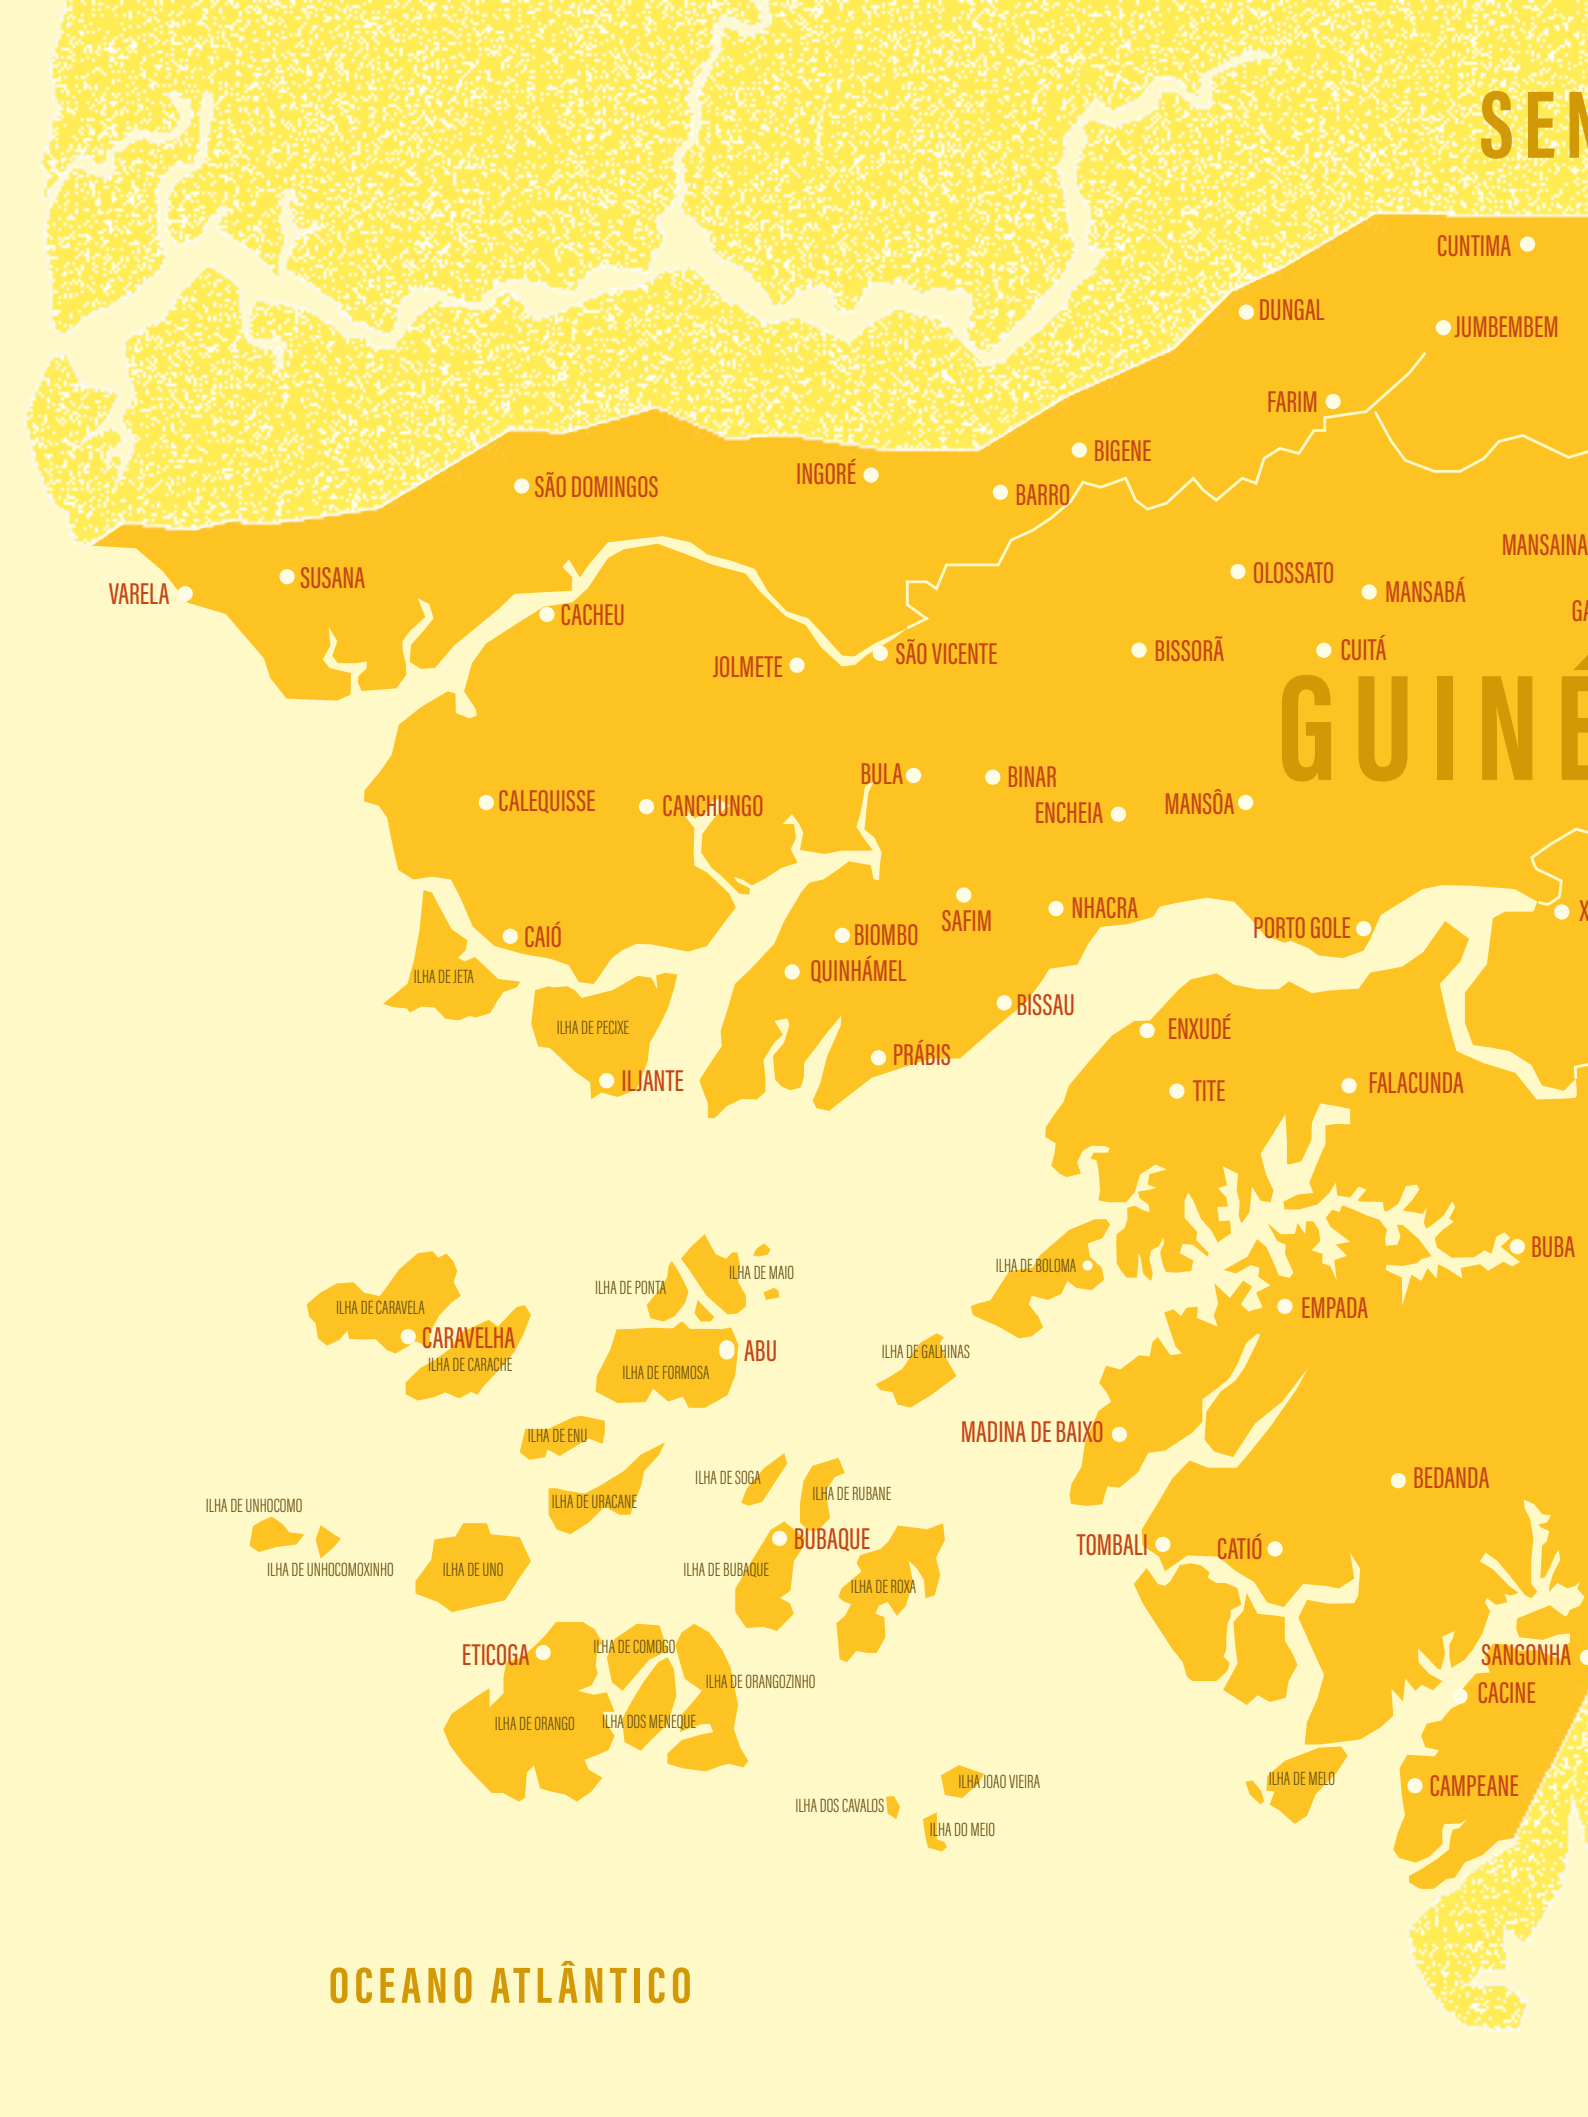 SEN
CUNTIMA
DUNGAL
JUMBEMBEM
FARIM
BIGENE
INGORÉ
SÃO DOMINGOS
BARRO
MANSAINA
OLOSSATO
SUSANA
MANSABÁ
VARELA
GA
CACHEU
BISSORÃ
CUITÁ
SÃO VICENTE
JOLMETE
GUINÉ
BULA
BINAR
CALEQUISSE
CANCHUNGO
MANSÔA
ENCHEIA
NHACRA
X
SAFIM
PORTO GOLE
BIOMBO
CAIÓ
QUINHÁMEL
ILHA DE JETA
BISSAU
ILHA DE PECIXE
ENXUDÉ
PRÁBIS
ILJANTE
FALACUNDA
TITE
BUBA
ILHA DE BOLOMA
ILHA DE MAIO
ILHA DE PONTA
ILHA DE CARAVELA
EMPADA
CARAVELHA
ABU
ILHA DE GALHINAS
ILHA DE CARACHE
ILHA DE FORMOSA
MADINA DE BAIXO
ILHA DE ENU
ILHA DE SOGA
BEDANDA
ILHA DE RUBANE
ILHA DE URACANE
ILHA DE UNHOCOMO
BUBAQUE
TOMBALI
CATIÓ
ILHA DE UNHOCOMOXINHO
ILHA DE UNO
ILHA DE BUBAQUE
ILHA DE ROXA
ILHA DE COMOGO
ETICOGA
SANGONHA
ILHA DE ORANGOZINHO
CACINE
ILHA DE ORANGO
ILHA DOS MENEQUE
ILHA DE MELO
ILHA JOAO VIEIRA
CAMPEANE
ILHA DOS CAVALOS
ILHA DO MEIO
OCEANO ATLÂNTICO